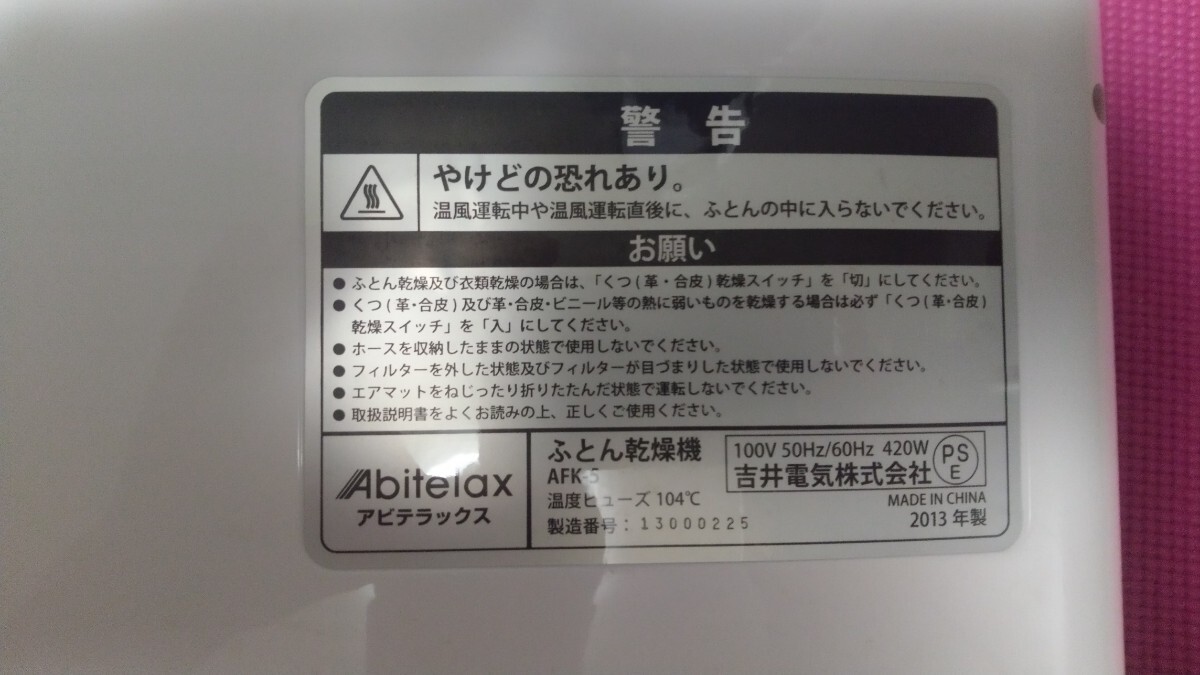 警 告
やけどの恐れあり。
温風運転中や温風運転直後に、ふとんの中に入らないでください。
お願い
● ふとん乾燥及び衣類乾燥の場合は、「くつ(革・合皮)乾燥スイッチ」を「切」にしてください。
● くつ(革・合皮)及び革・合皮・ビニール等の熱に弱いものを乾燥する場合は必ず「くつ(革・合皮)
乾燥スイッチ」を「入」にしてください。
● ホースを収納したままの状態で使用しないでください。
● フィルターを外した状態及びフィルターが目づまりした状態で使用しないでください。
● エアマットをねじったり折りたたんだ状態で運転しないでください。
● 取扱説明書をよくお読みの上、正しくご使用ください。
Abitelax
アビテラックス
ふとん乾燥機
AFK-5
温度ヒューズ 104℃
製造番号：13000225
100V 50Hz/60Hz 420W
吉井電気株式会社
PS
E
MADE IN CHINA
2013 年製